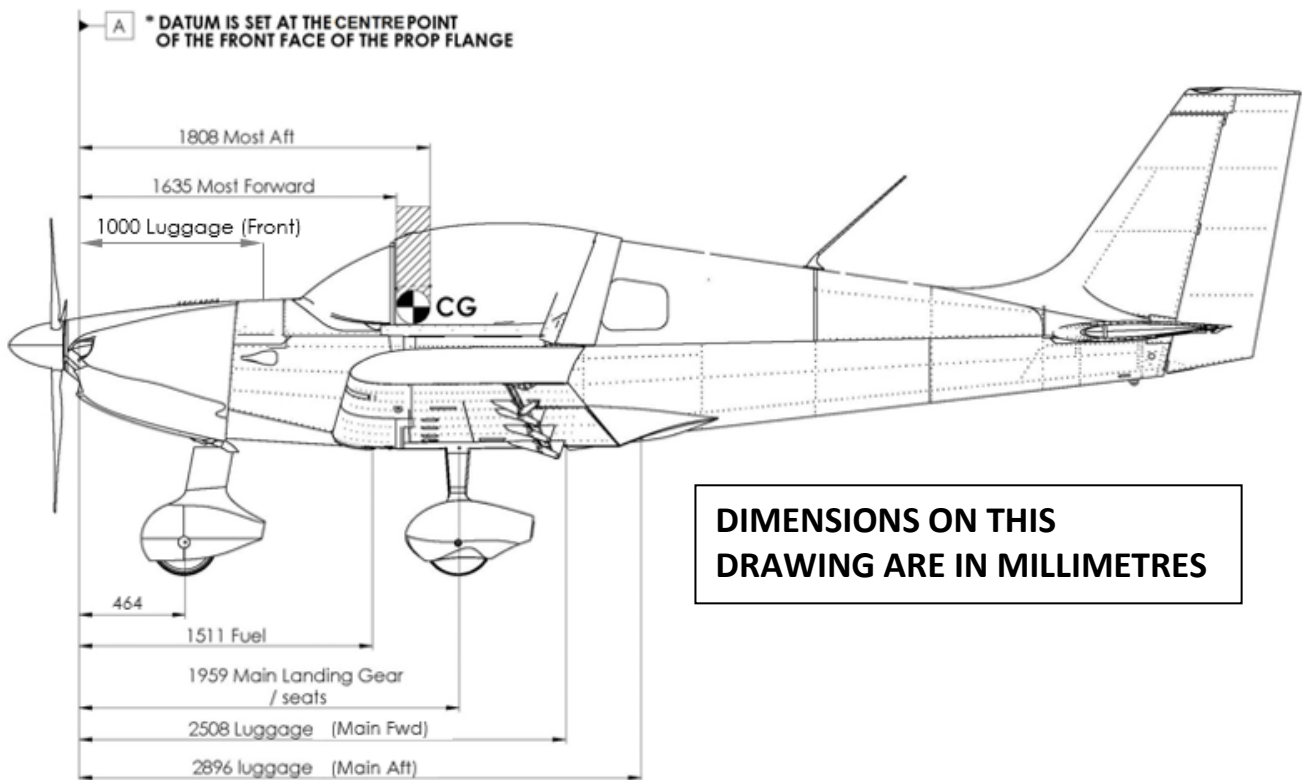 A * DATUM IS SET AT THE CENTRE POINT
OF THE FRONT FACE OF THE PROP FLANGE
1808 Most Aft
1635 Most Forward
1000 Luggage (Front)
CG
DIMENSIONS ON THIS
DRAWING ARE IN MILLIMETRES
464
1511 Fuel
1959 Main Landing Gear
/ seats
2508 Luggage (Main Fwd)
2896 luggage (Main Aft)